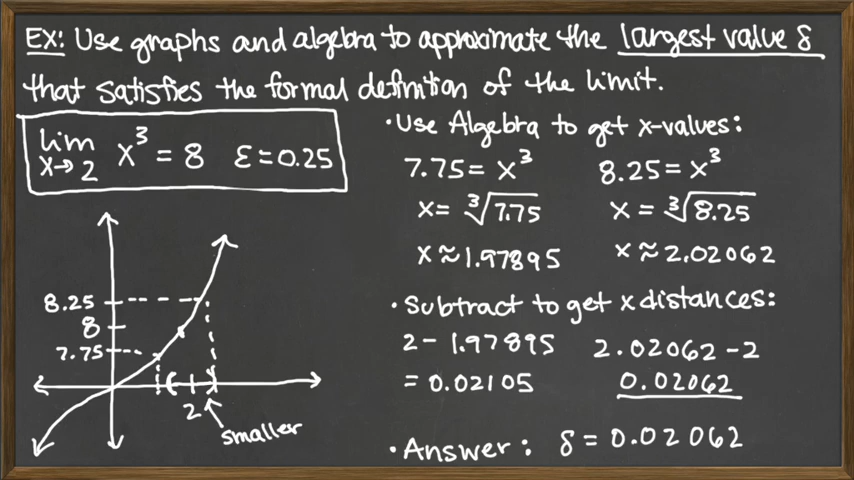 EX: Use graphs and algebra to approximate the largest value δ
that satisfies the formal definition of the limit.
lim x→2 x³ = 8 ε = 0.25
8.25
8
7.75
2
smaller
• Use Algebra to get x-values:
7.75 = x³ 8.25 = x³
x = ∛7.75 x = ∛8.25
x ≈ 1.97895 x ≈ 2.02062
• Subtract to get x distances:
2 - 1.97895 2.02062 - 2
= 0.02105 0.02062
• Answer: δ = 0.02062